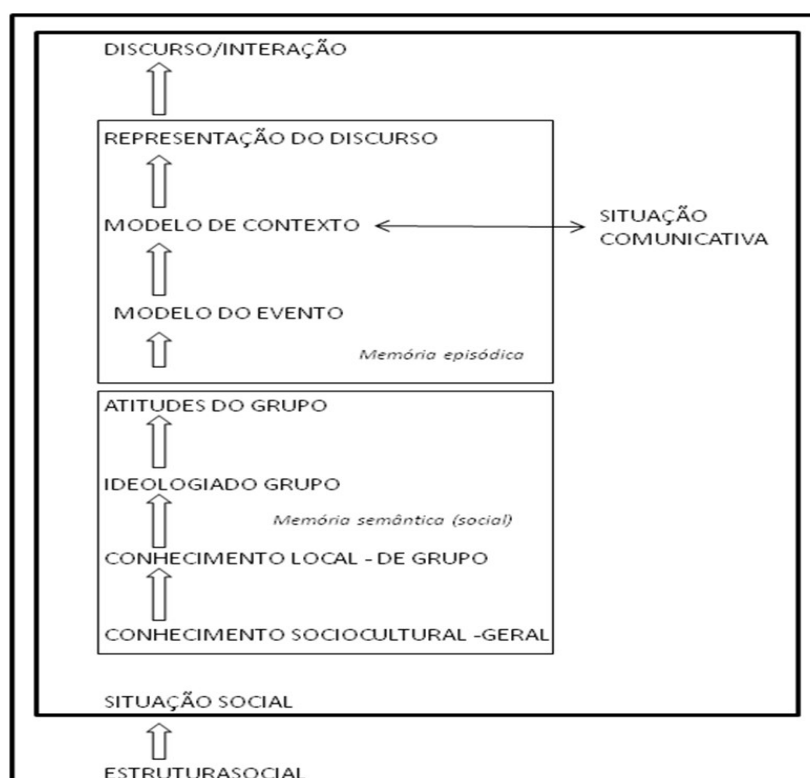 DISCURSO/INTERAÇÃO
REPRESENTAÇÃO DO DISCURSO
MODELO DE CONTEXTO
SITUAÇÃO
COMUNICATIVA
MODELO DO EVENTO
Memória episódica
ATITUDES DO GRUPO
IDEOLOGIADO GRUPO
Memória semântica (social)
CONHECIMENTO LOCAL - DE GRUPO
CONHECIMENTO SOCIOCULTURAL -GERAL
SITUAÇÃO SOCIAL
ESTRUTURASOCIAL